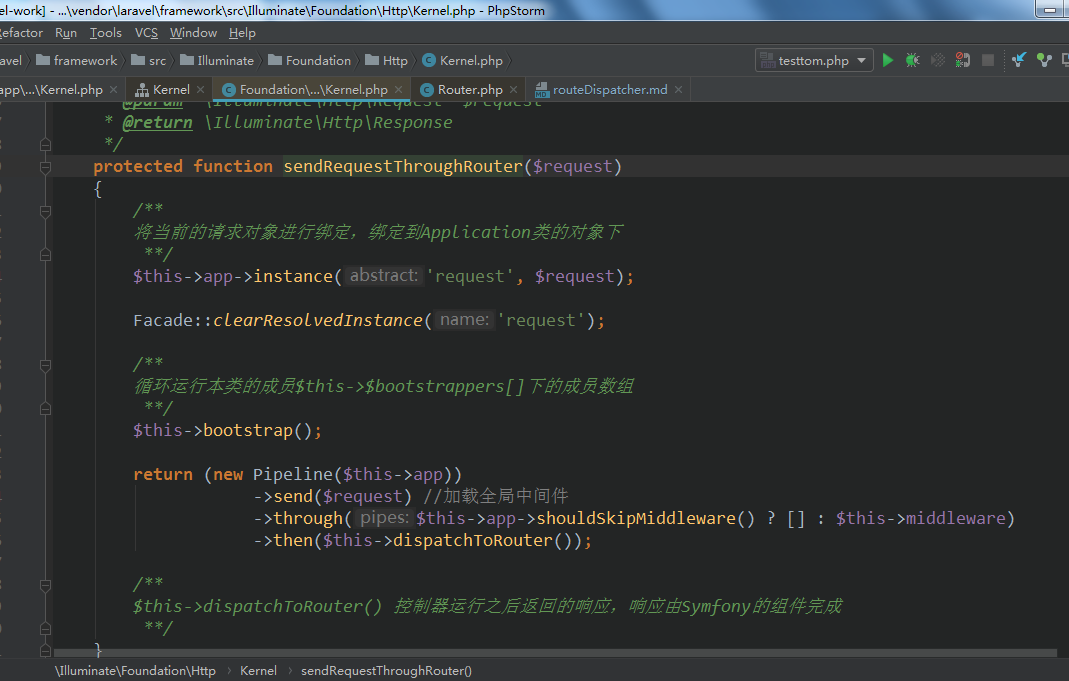 el-work] - ...\vendor\laravel\framework\src\Illuminate\Foundation\Http\Kernel.php - PhpStorm
Refactor Run Tools VCS Window Help
avel framework src Illuminate Foundation Http Kernel.php testtom.php
app\...\Kernel.php Kernel Foundation\...\Kernel.php Router.php routeDispatcher.md
@param \Illuminate\Http\Request $request
* @return \Illuminate\Http\Response
*/
protected function sendRequestThroughRouter($request)
{
/**
将当前的请求对象进行绑定，绑定到Application类的对象下
**/
$this->app->instance( abstract: 'request', $request);
Facade::clearResolvedInstance( name: 'request');
/**
循环运行本类的成员$this->$bootstrappers[]下的成员数组
**/
$this->bootstrap();
return (new Pipeline($this->app))
->send($request) //加载全局中间件
->through( pipes: $this->app->shouldSkipMiddleware() ? [] : $this->middleware)
->then($this->dispatchToRouter());
/**
$this->dispatchToRouter() 控制器运行之后返回的响应，响应由Symfony的组件完成
**/
}
\Illuminate\Foundation\Http Kernel sendRequestThroughRouter()